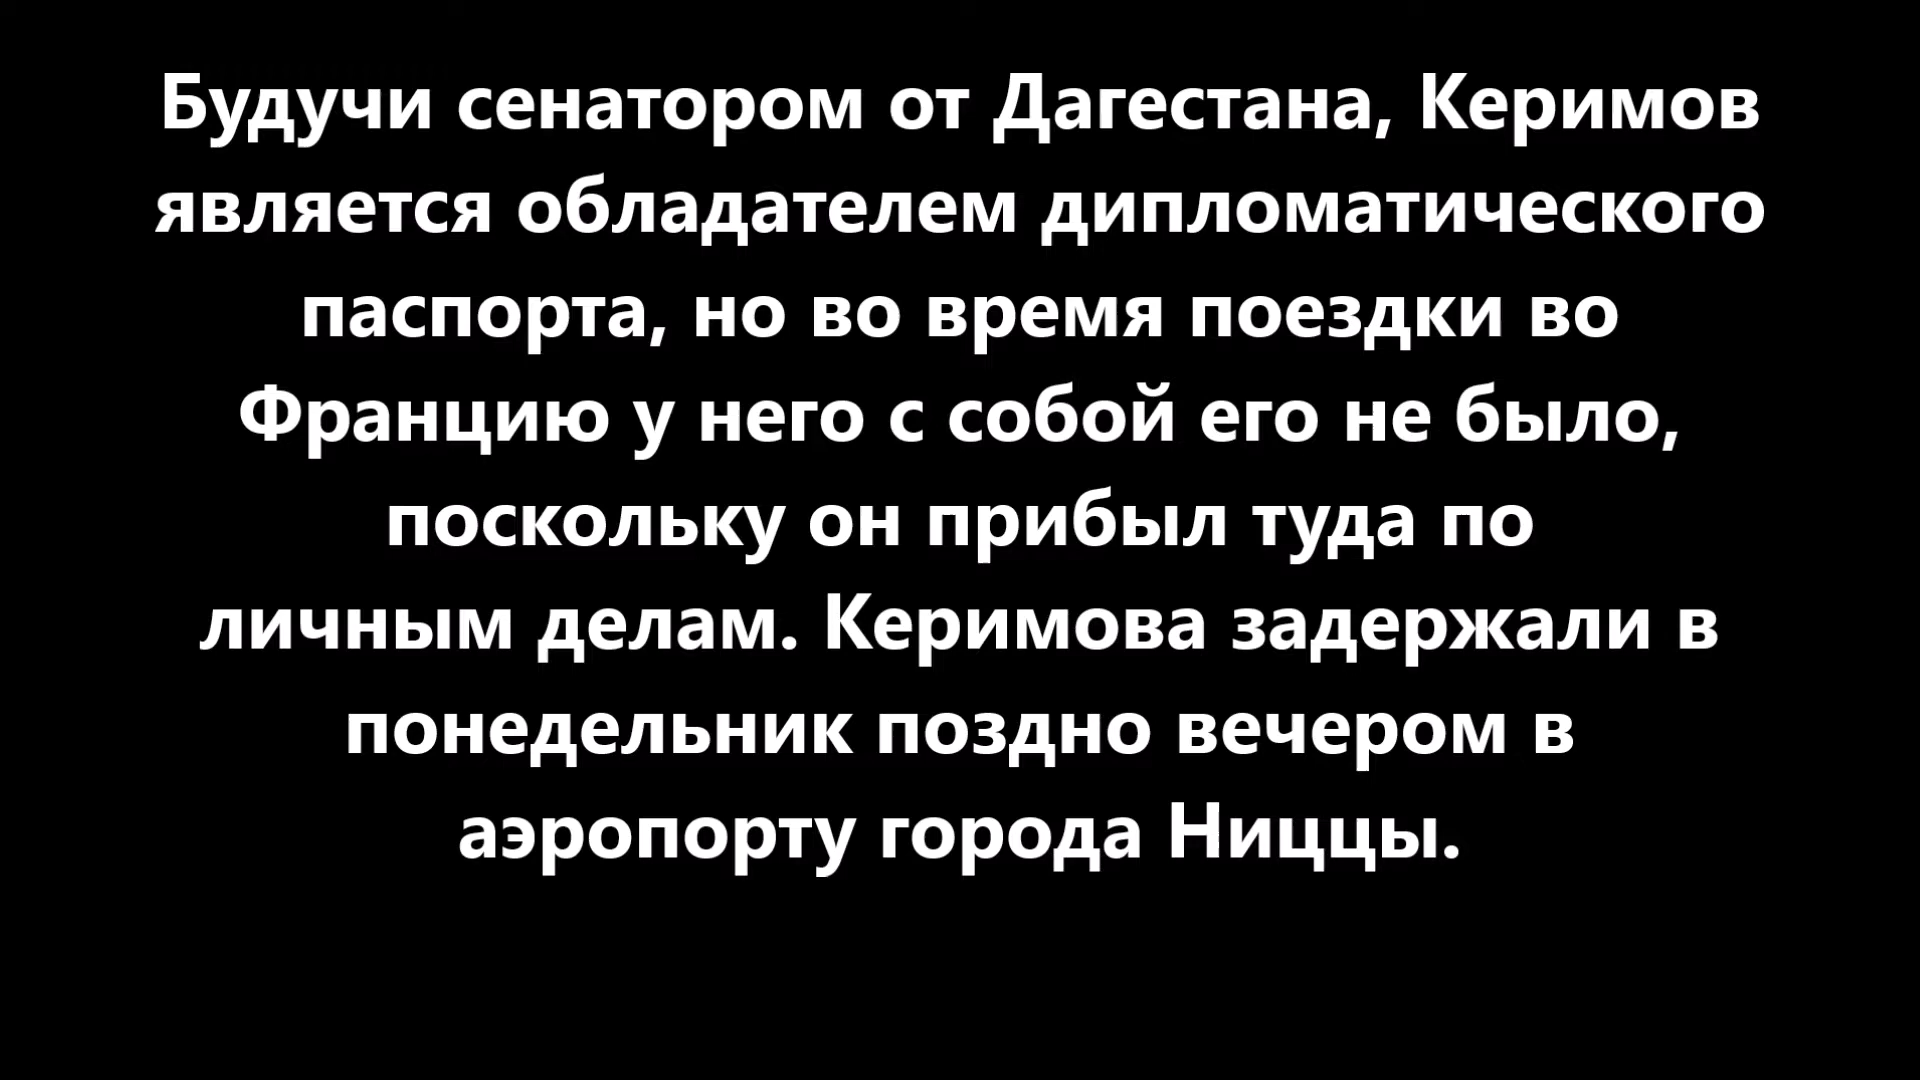 Будучи сенатором от Дагестана, Керимов
является обладателем дипломатического
паспорта, но во время поездки во
Францию у него с собой его не было,
поскольку он прибыл туда по
личным делам. Керимова задержали в
понедельник поздно вечером в
аэропорту города Ниццы.